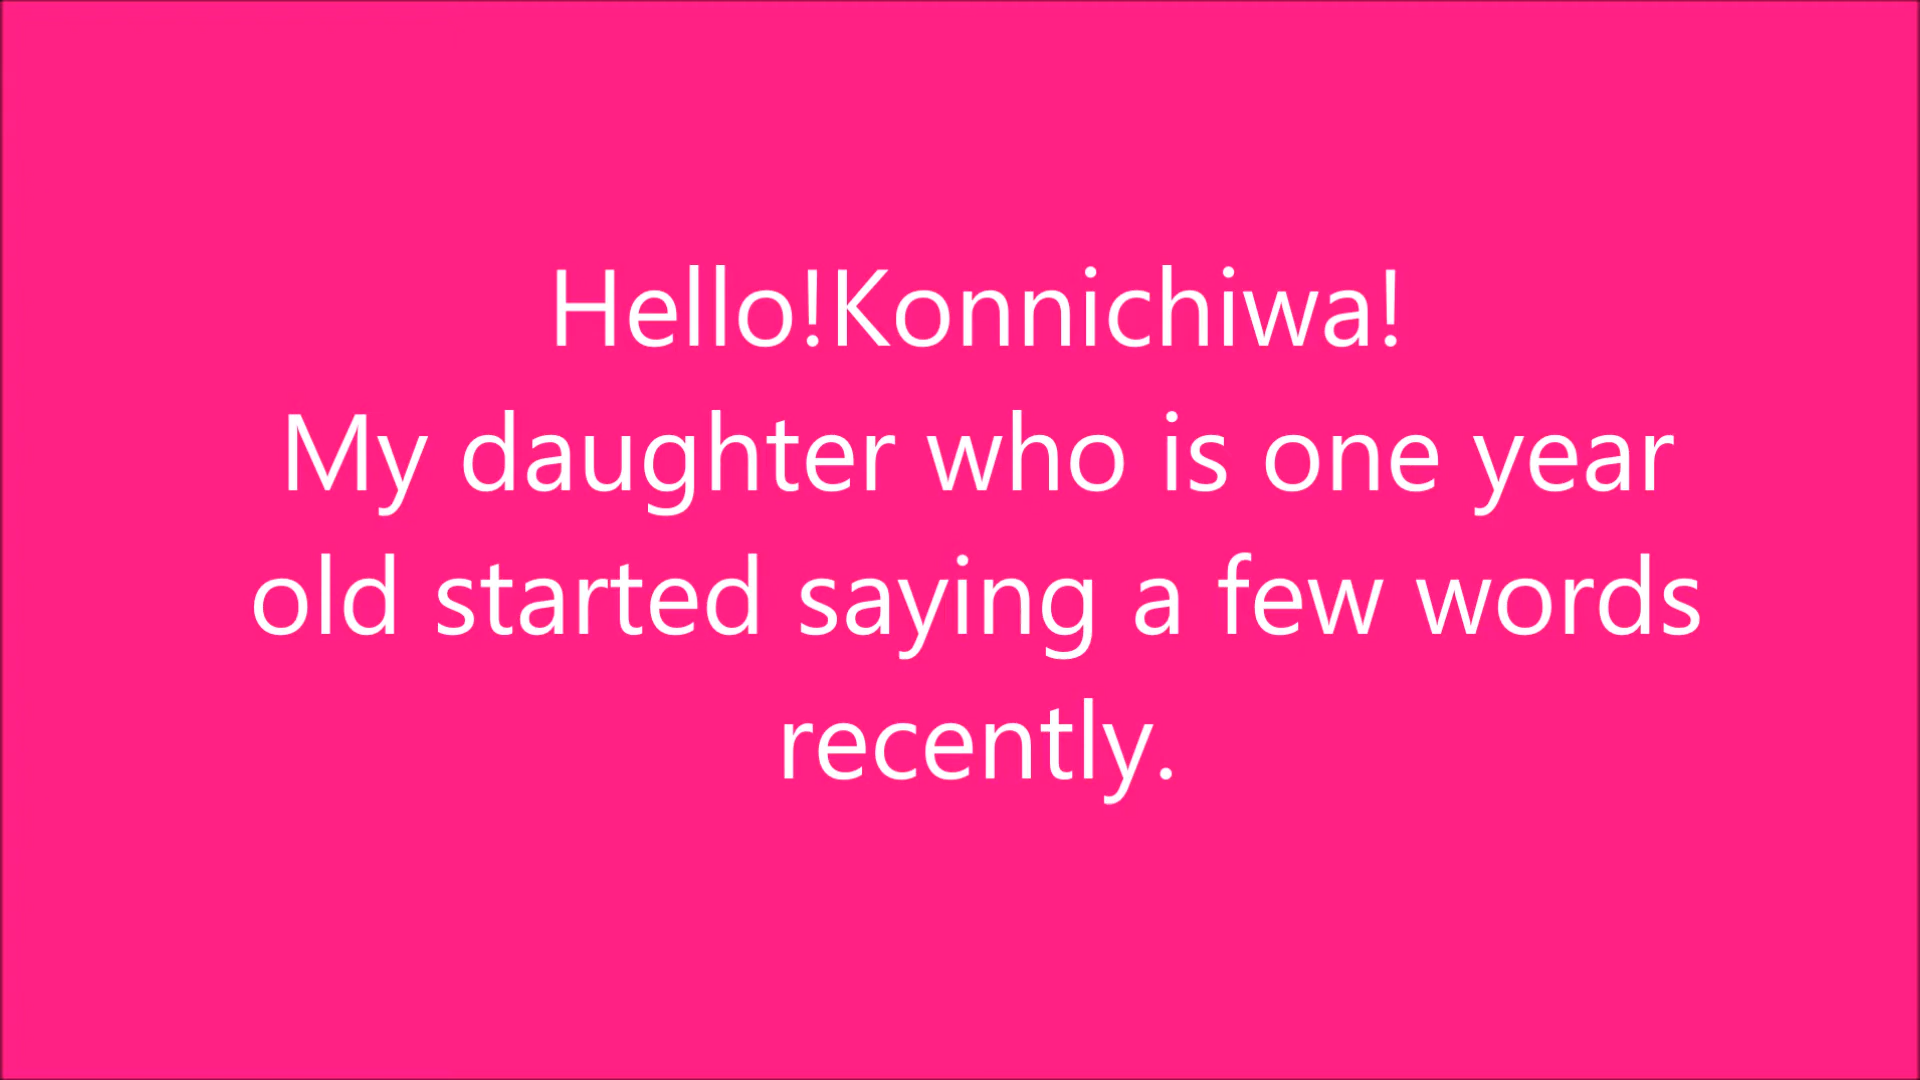 Hello!Konnichiwa!
My daughter who is one year
old started saying a few words
recently.